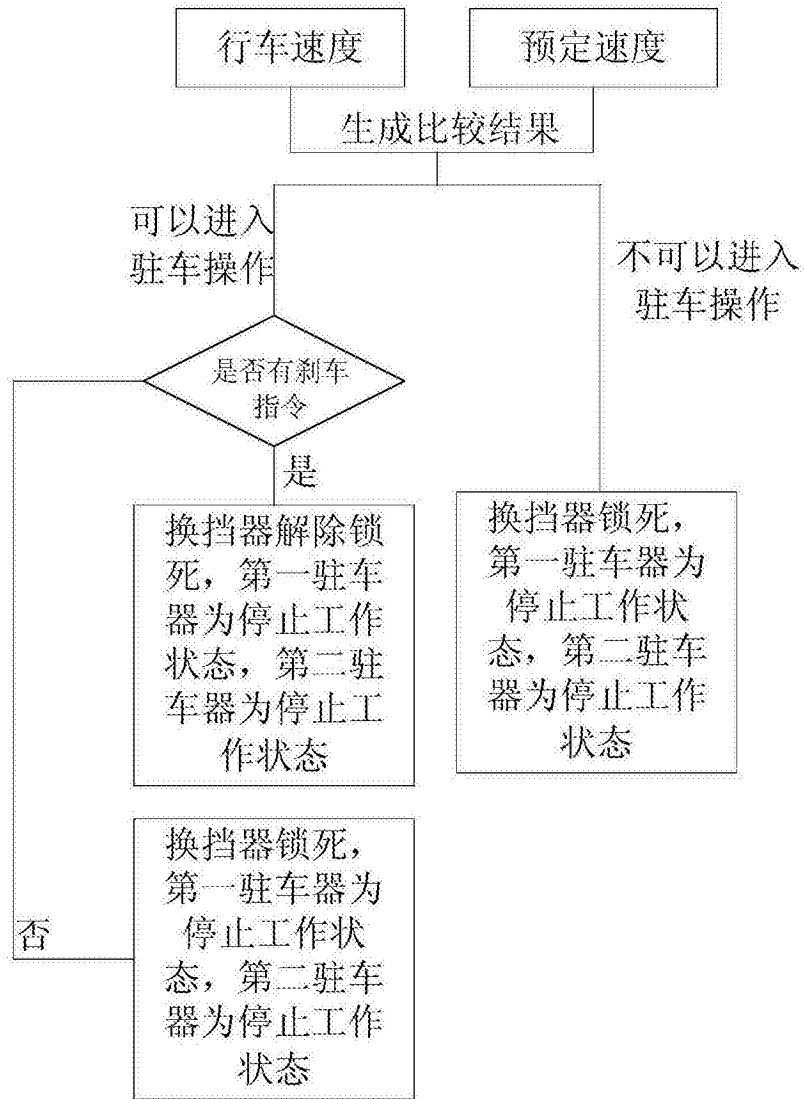 行车速度
预定速度
生成比较结果
可以进入
驻车操作
不可以进入
驻车操作
是否有刹车
指令
是
换挡器解除锁
死，第一驻车
器为停止工作
状态，第二驻
车器为停止工
作状态
换挡器锁死，
第一驻车器为
停止工作状
态，第二驻车
器为停止工作
状态
否
换挡器锁死，
第一驻车器为
停止工作状
态，第二驻车
器为停止工作
状态